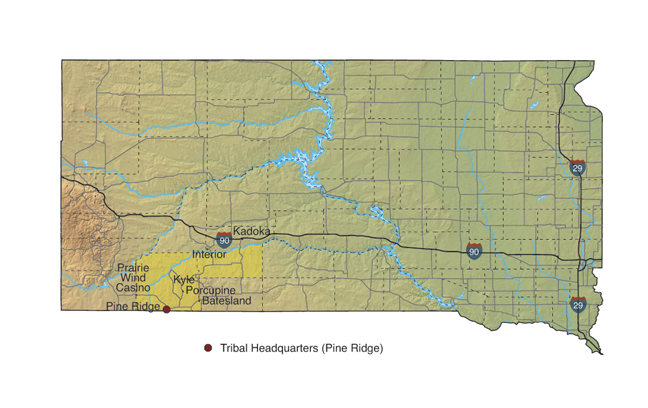 29
90
Kadoka
90
Interior
Prairie
Wind
Casino
Kyle
Porcupine
Batesland
Pine Ridge
29
Tribal Headquarters (Pine Ridge)